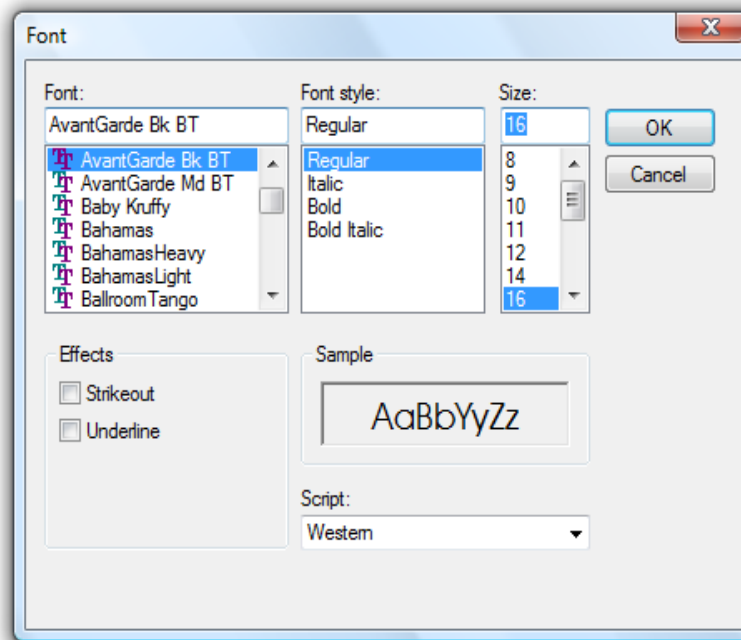 Font
Font:
Font style:
Size:
AvantGarde Bk BT
Regular
16
OK
Cancel
AvantGarde Bk BT
AvantGarde Md BT
Baby Kruffy
Bahamas
BahamasHeavy
BahamasLight
BallroomTango
Regular
Italic
Bold
Bold Italic
8
9
10
11
12
14
16
Effects
Strikeout
Underline
Sample
AaBbYyZz
Script:
Western